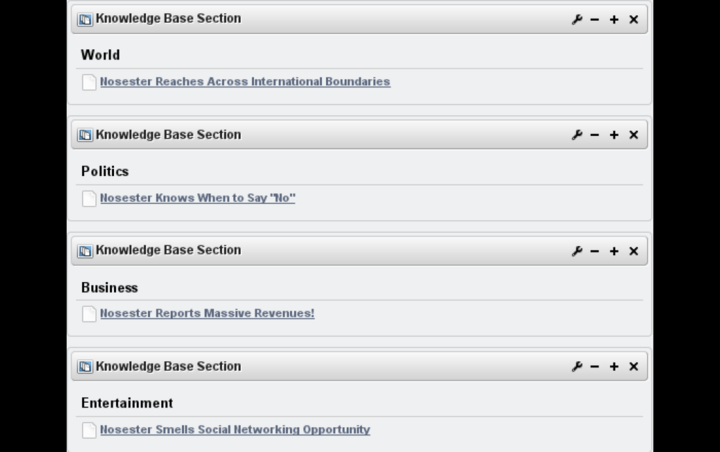 Knowledge Base Section
World
Nosester Reaches Across International Boundaries
Knowledge Base Section
Politics
Nosester Knows When to Say "No"
Knowledge Base Section
Business
Nosester Reports Massive Revenues!
Knowledge Base Section
Entertainment
Nosester Smells Social Networking Opportunity